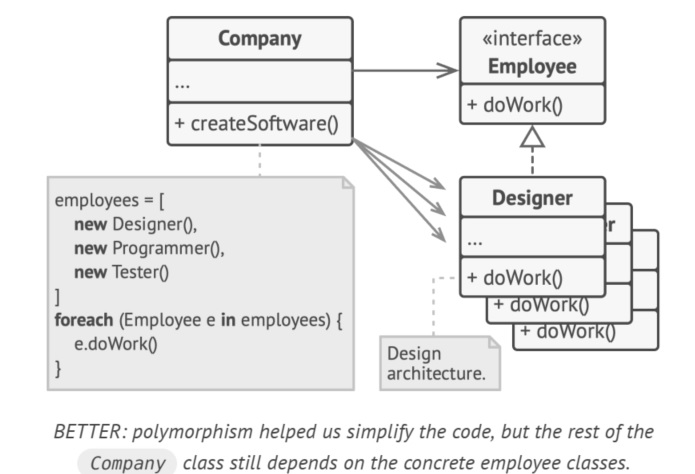 Company
...
+ createSoftware()
«interface»
Employee
+ doWork()
employees = [
new Designer(),
new Programmer(),
new Tester()
]
foreach (Employee e in employees) {
e.doWork()
}
Designer
...
+ doWork()
r
+ doWork()
+ doWork()
Design
architecture.
BETTER: polymorphism helped us simplify the code, but the rest of the
Company class still depends on the concrete employee classes.